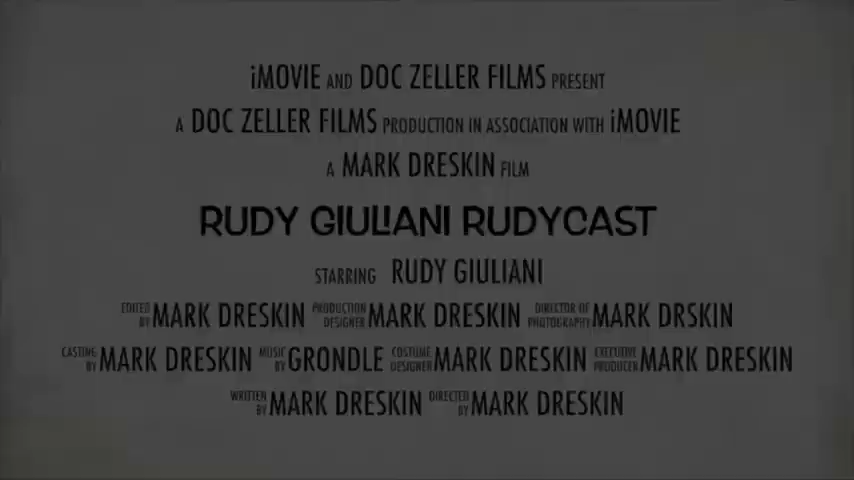 iMOVIE AND DOC ZELLER FILMS PRESENT
A DOC ZELLER FILMS PRODUCTION IN ASSOCIATION WITH iMOVIE
A MARK DRESKIN FILM
RUDY GIULIANI RUDYCAST
STARRING RUDY GIULIANI
EDITED BY MARK DRESKIN PRODUCTION DESIGNER MARK DRESKIN DIRECTOR OF PHOTOGRAPHY MARK DRSKIN
CASTING BY MARK DRESKIN MUSIC BY GRONDLE COSTUME DESIGNER MARK DRESKIN EXECUTIVE PRODUCER MARK DRESKIN
WRITTEN BY MARK DRESKIN DIRECTED BY MARK DRESKIN